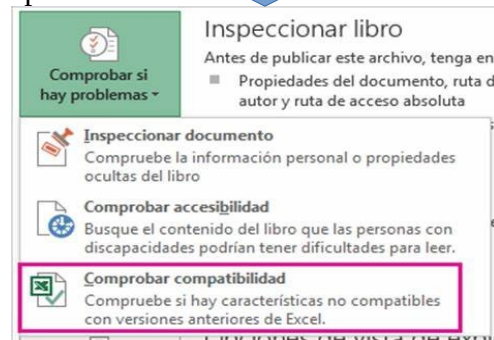 Inspeccionar libro
Antes de publicar este archivo, tenga en
Propiedades del documento, ruta d
autor y ruta de acceso absoluta
Comprobar si
hay problemas
Inspeccionar documento
Compruebe la información personal o propiedades
ocultas del libro
Comprobar accesibilidad
Busque el contenido del libro que las personas con
discapacidades podrían tener dificultades para leer.
Comprobar compatibilidad
Compruebe si hay características no compatibles
con versiones anteriores de Excel.